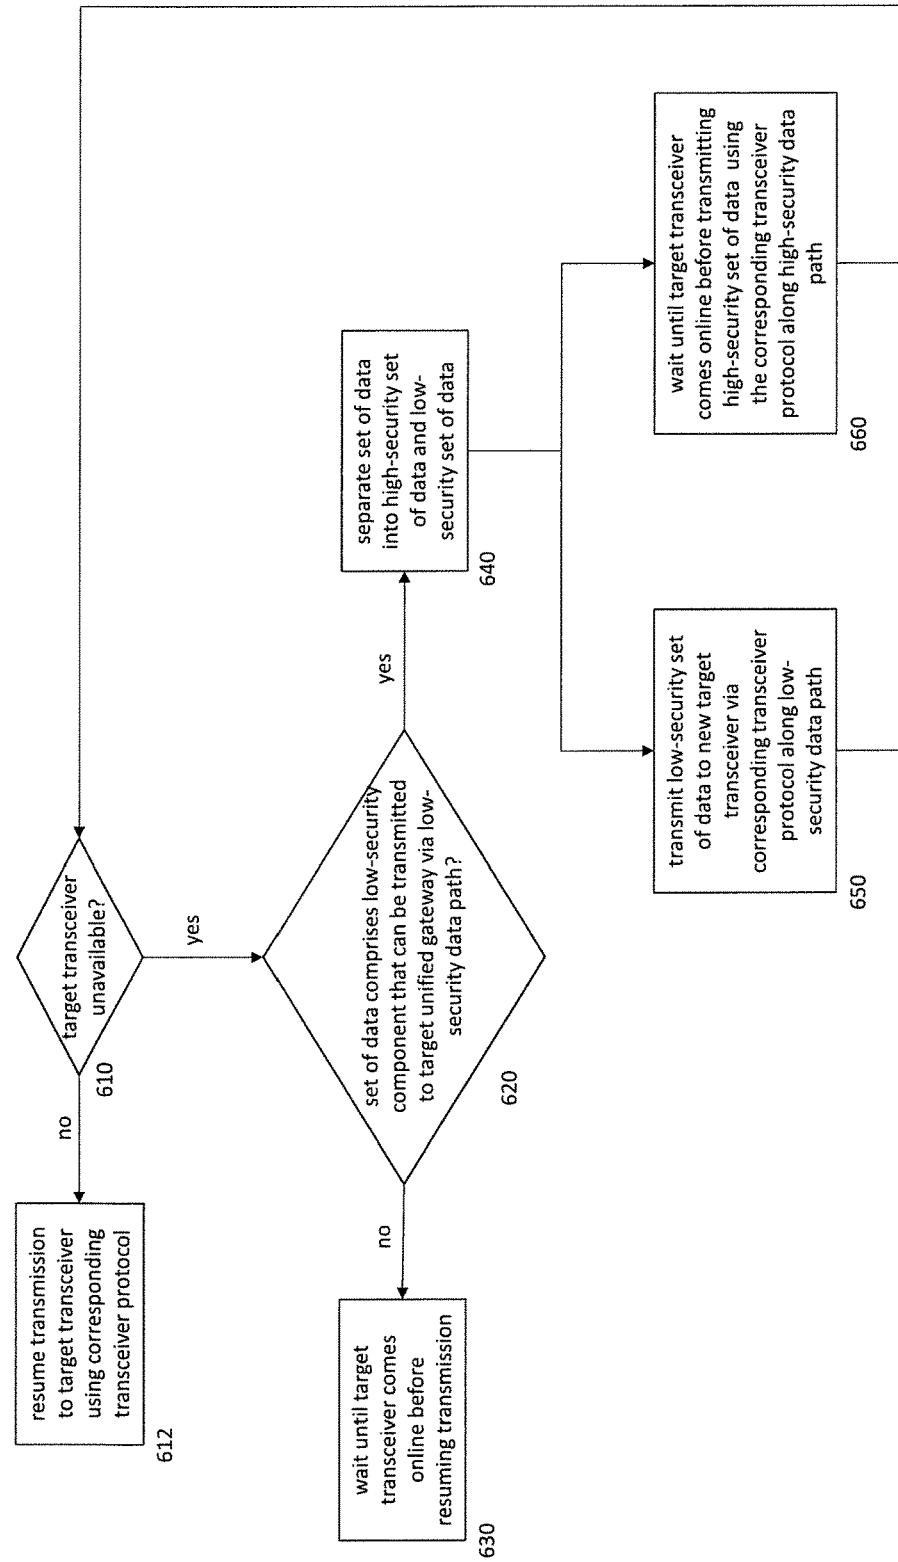 target transceiver
unavailable?
610
no
yes
resume transmission
to target transceiver
using corresponding
transceiver protocol
612
set of data comprises low-security
component that can be transmitted
to target unified gateway via low-
security data path?
620
no
yes
wait until target
transceiver comes
online before
resuming transmission
630
separate set of data
into high-security set
of data and low-
security set of data
640
transmit low-security set
of data to new target
transceiver via
corresponding transceiver
protocol along low-
security data path
650
wait until target transceiver
comes online before transmitting
high-security set of data using
the corresponding transceiver
protocol along high-security data
path
660